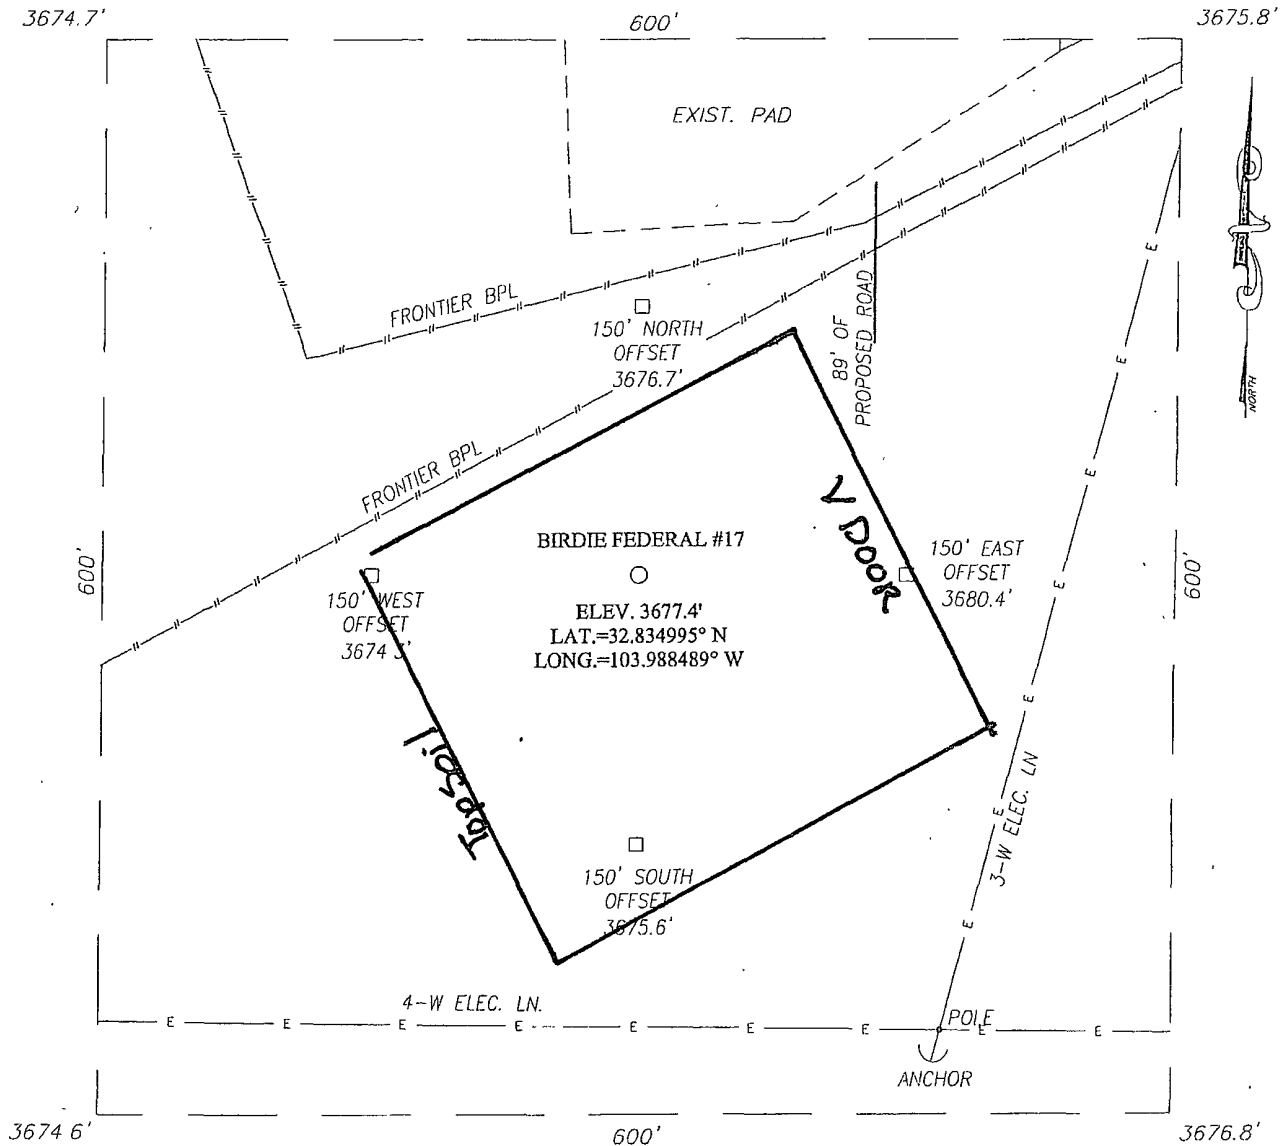 3674.7'
600'
3675.8'
EXIST. PAD
FRONTIER BPL
150' NORTH
OFFSET
3676.7'
89' OF
PROPOSED ROAD
NORTH
FRONTIER BPL
V DOOR
600'
BIRDIE FEDERAL #17
ELEV. 3677.4'
LAT.=32.834995° N
LONG.=103.988489° W
150' EAST
OFFSET
3680.4'
600'
150' WEST
OFFSET
3674
Topsoil
3-W ELEC. LN
150' SOUTH
OFFSET
3675.6'
4-W ELEC. LN.
E E E E E E E E
E E E E E E
POLE
ANCHOR
3674 6'
600'
3676.8'